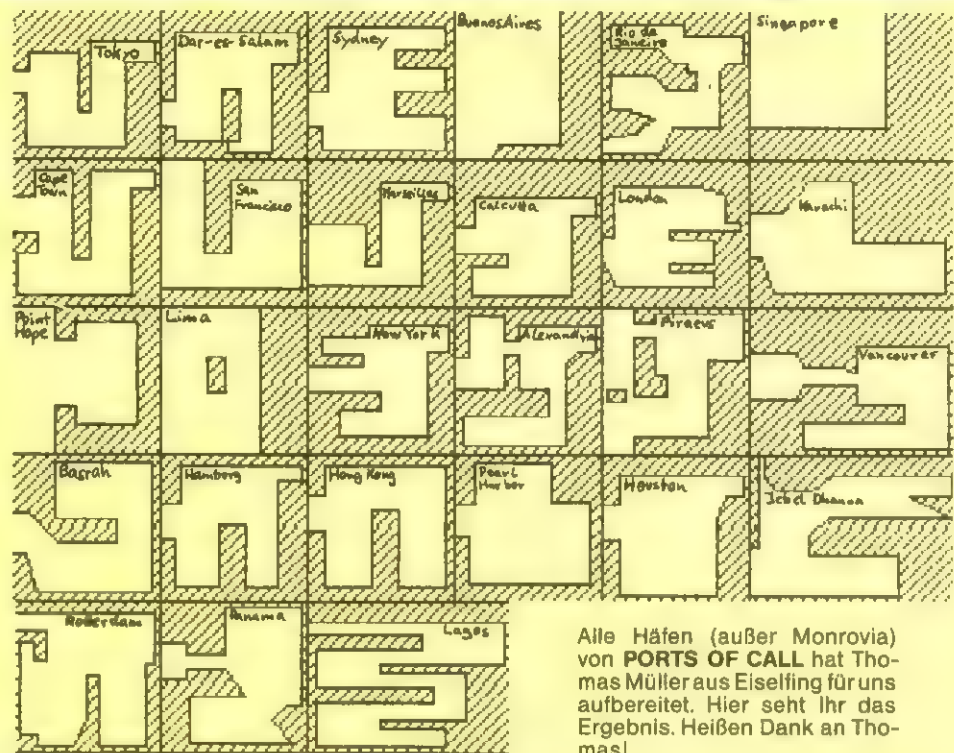 Tokyo
Dar-es-Salam
Sydney
Buenos Aires
Rio de
Janeiro
Singapore
Cape
Town
San
Francisco
Marseilles
Calcutta
London
Karachi
Point
Hope
Lima
New York
Alexandria
Piraeus
Vancouver
Basrah
Hamburg
Hong Kong
Pearl
Harbor
Houston
Jebel Dhanna
Rotterdam
Panama
Lagos
Alle Häfen (außer Monrovia)
von PORTS OF CALL hat Tho-
mas Müller aus Eiselfing für uns
aufbereitet. Hier seht Ihr das
Ergebnis. Heißen Dank an Tho-
mas!